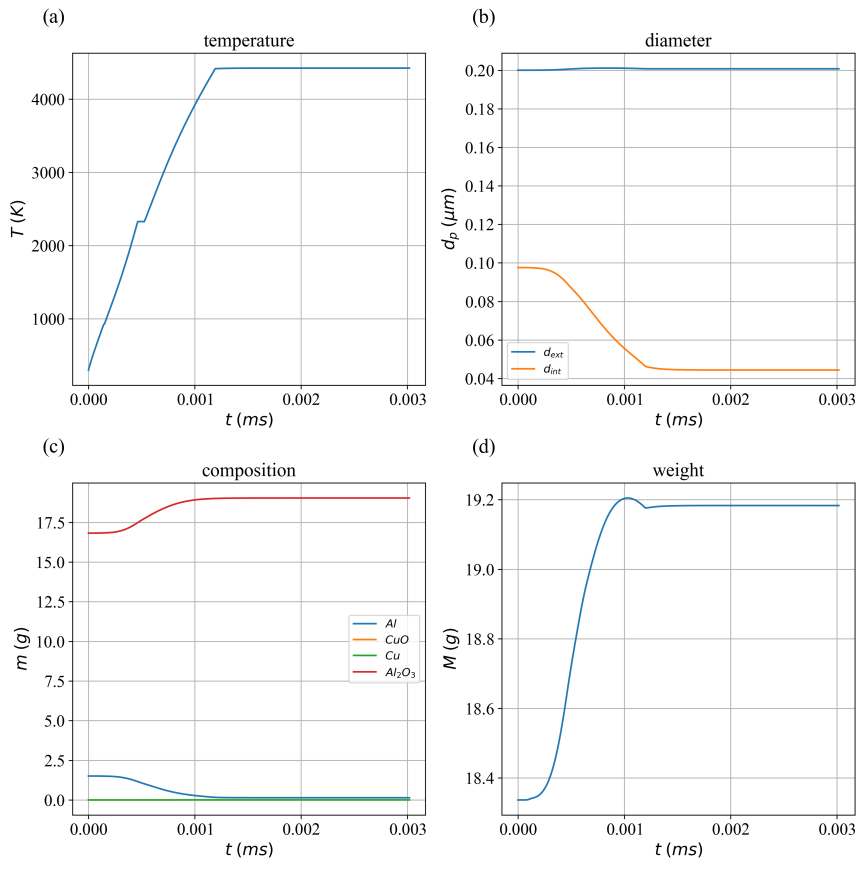 (a)
temperature
T (K)
4000
3000
2000
1000
0.000
0.001
0.002
0.003
t (ms)
(b)
diameter
d_p (μm)
0.20
0.18
0.16
0.14
0.12
0.10
0.08
0.06
0.04
d_ext
d_int
0.000
0.001
0.002
0.003
t (ms)
(c)
composition
m (g)
17.5
15.0
12.5
10.0
7.5
5.0
2.5
0.0
Al
CuO
Cu
Al₂O₃
0.000
0.001
0.002
0.003
t (ms)
(d)
weight
M (g)
19.2
19.0
18.8
18.6
18.4
0.000
0.001
0.002
0.003
t (ms)